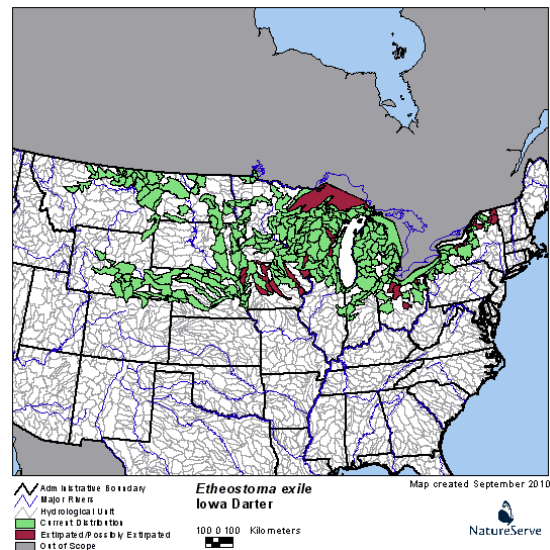 Administrative Boundary
Major Rivers
Hydrological Unit
Current Distribution
Extirpated/Possibly Extirpated
Out of Scope
Etheostoma exile
Iowa Darter
100 0 100 Kilometers
Map created September 2010
NatureServe